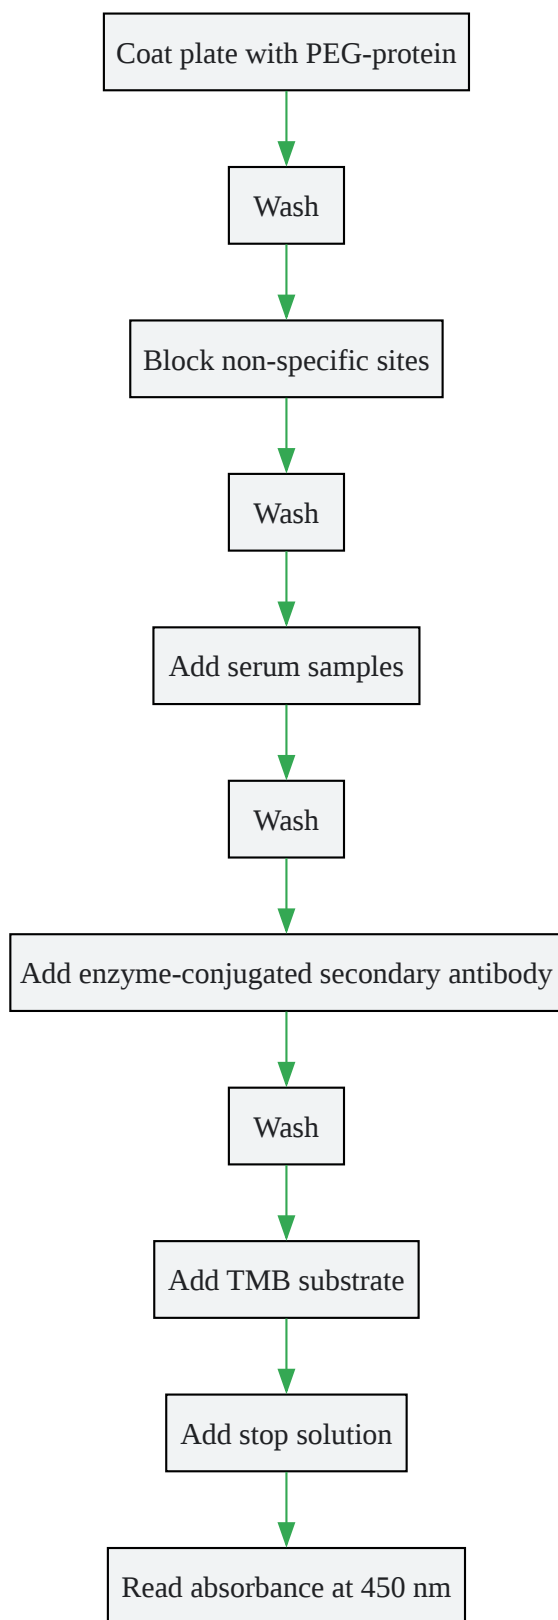 Coat plate with PEG-protein
Wash
Block non-specific sites
Wash
Add serum samples
Wash
Add enzyme-conjugated secondary antibody
Wash
Add TMB substrate
Add stop solution
Read absorbance at 450 nm